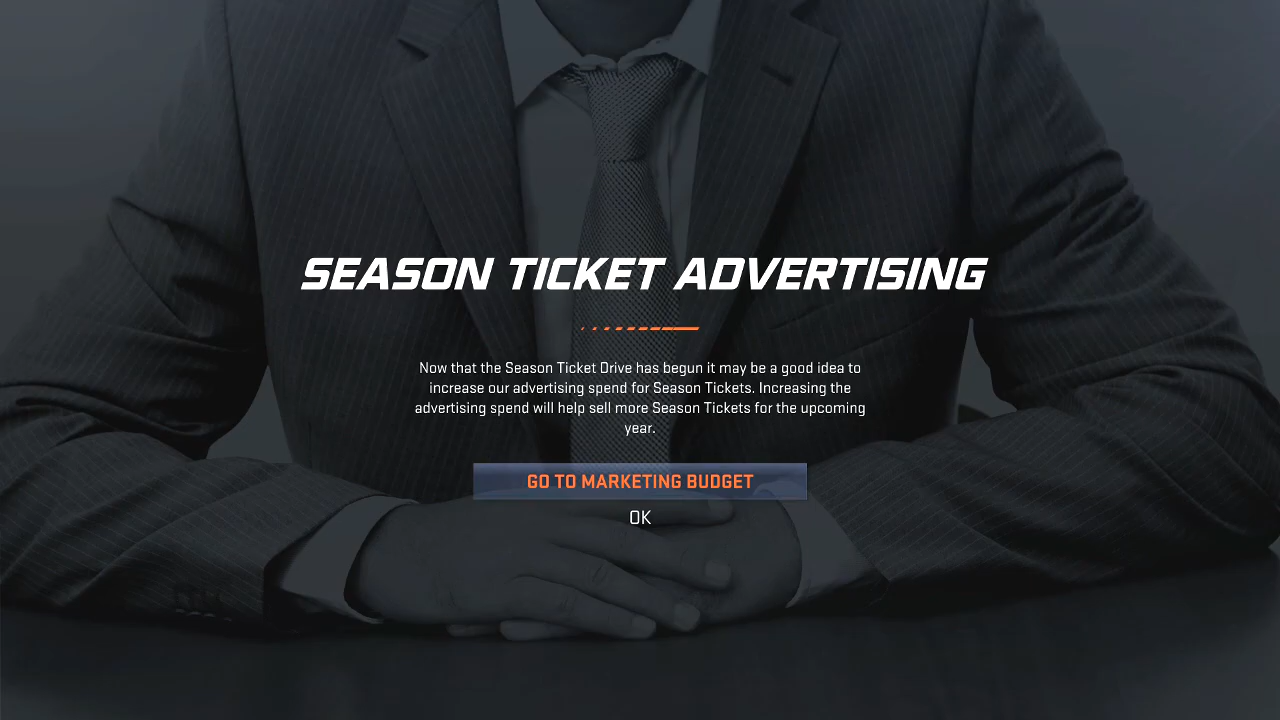 SEASON TICKET ADVERTISING
Now that the Season Ticket Drive has begun it may be a good idea to
increase our advertising spend for Season Tickets. Increasing the
advertising spend will help sell more Season Tickets for the upcoming
year.
GO TO MARKETING BUDGET
OK